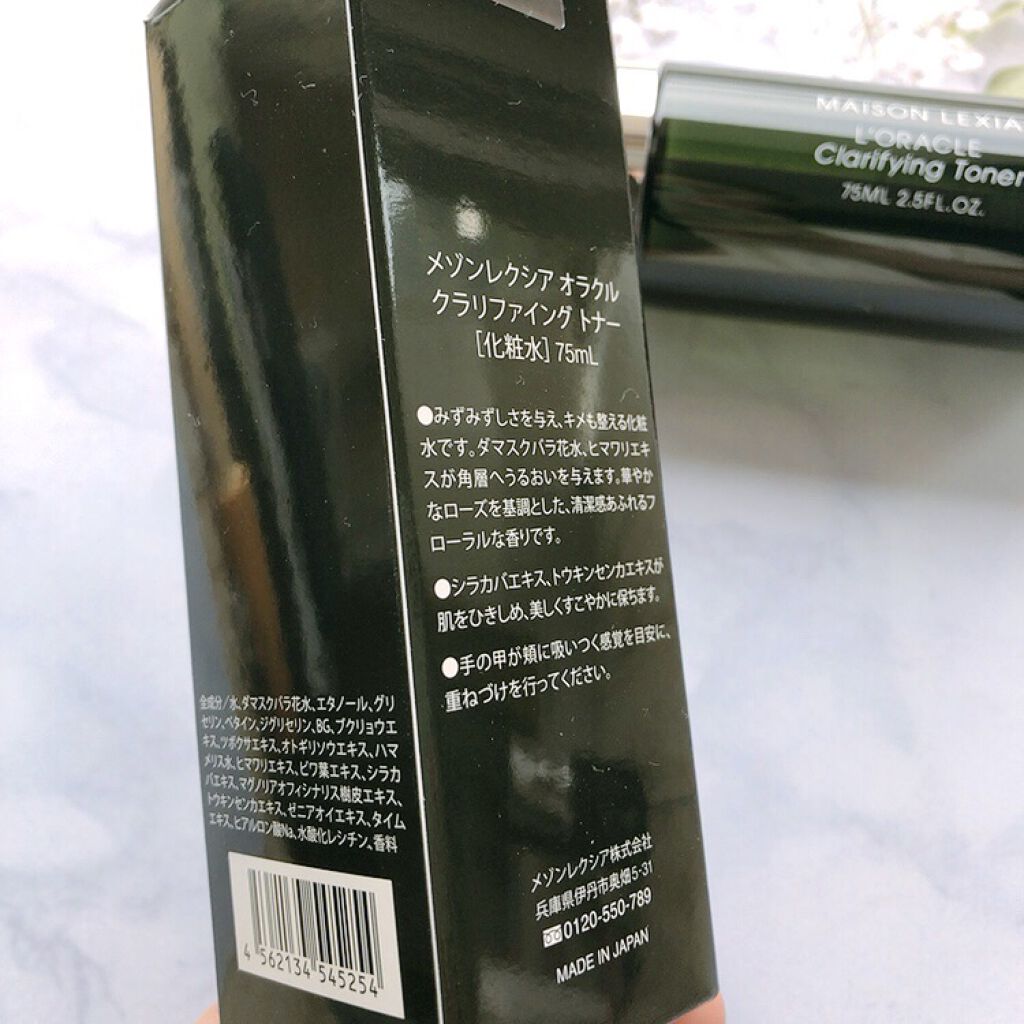 メゾンレクシア オラクル
クラリファイング トナー
[化粧水] 75mL
●みずみずしさを与え、キメも整える化粧
水です。ダマスクバラ花水、ヒマワリエキ
スが角層へうるおいを与えます。華やか
なローズを基調とした、清潔感あふれるフ
ローラルな香りです。
●シラカバエキス、トウキンセンカエキスが
肌をひきしめ、美しくすこやかに保ちます。
●手の甲が頬に吸いつく感覚を目安に、
重ねづけを行ってください。
メゾンレクシア株式会社
兵庫県伊丹市奥畑5-31
0120-550-789
MADE IN JAPAN
全成分/水、ダマスクバラ花水、エタノール、グリ
セリン、ベタイン、ジグリセリン、BG、ブクリョウエ
キス、ツボクサエキス、オトギリソウエキス、ハマ
メリス水、ヒマワリエキス、ビワ葉エキス、シラカ
バエキス、マグノリアオフィシナリス樹皮エキス、
トウキンセンカエキス、ゼニアオイエキス、タイム
エキス、ヒアルロン酸Na、水酸化レシチン、香料
4 562134 545254
MAISON LEXIA
L'ORACLE
Clarifying Toner
75ML 2.5FL.OZ.